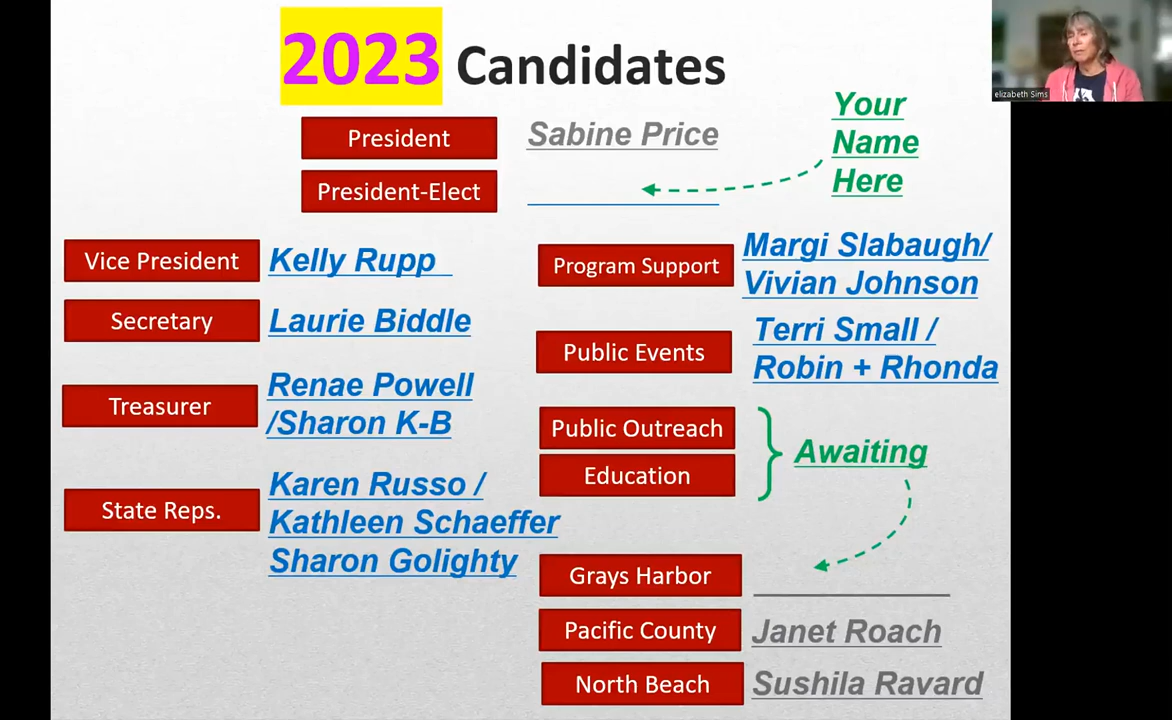 2023 Candidates
elizabeth Sims
President Sabine Price
Your
Name
Here
President-Elect
Vice President Kelly Rupp
Secretary Laurie Biddle
Treasurer Renae Powell
/Sharon K-B
State Reps. Karen Russo /
Kathleen Schaeffer
Sharon Golighty
Program Support Margi Slabaugh/
Vivian Johnson
Public Events Terri Small /
Robin + Rhonda
Public Outreach
Education
Awaiting
Grays Harbor
Pacific County Janet Roach
North Beach Sushila Ravard